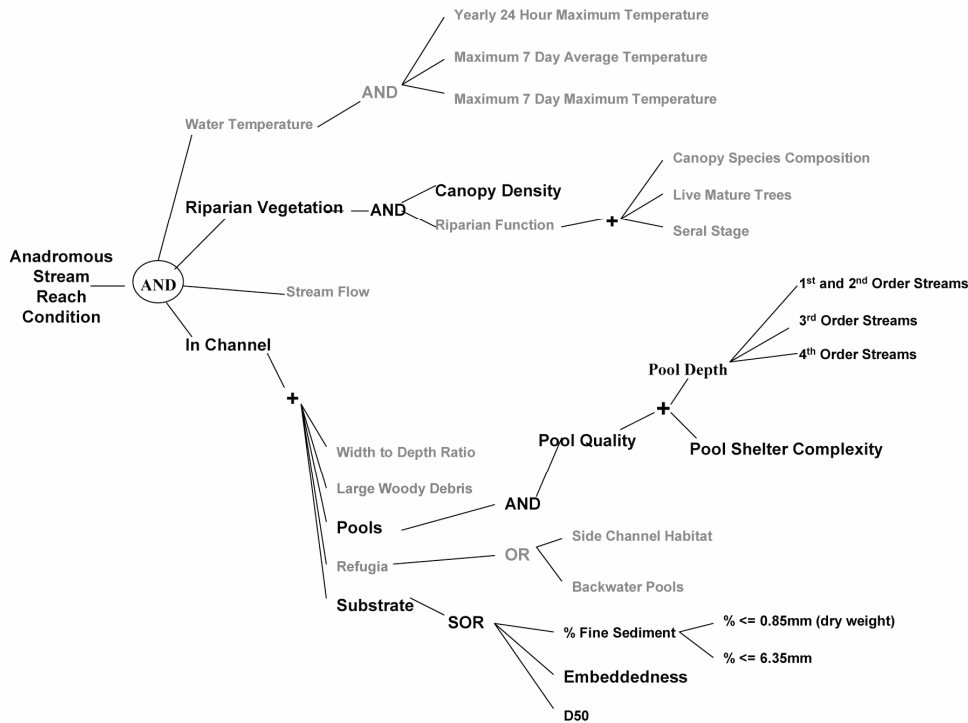 Yearly 24 Hour Maximum Temperature
Maximum 7 Day Average Temperature
AND
Maximum 7 Day Maximum Temperature
Water Temperature
Canopy Species Composition
Canopy Density
Live Mature Trees
Riparian Vegetation
AND
Riparian Function
+
Seral Stage
Anadromous
Stream
Reach
Condition
AND
Stream Flow
1st and 2nd Order Streams
3rd Order Streams
4th Order Streams
In Channel
Pool Depth
+
+
Pool Quality
Pool Shelter Complexity
Width to Depth Ratio
Large Woody Debris
Pools
AND
Side Channel Habitat
Refugia
OR
Backwater Pools
Substrate
SOR
% Fine Sediment
% <= 0.85mm (dry weight)
% <= 6.35mm
Embeddedness
D50